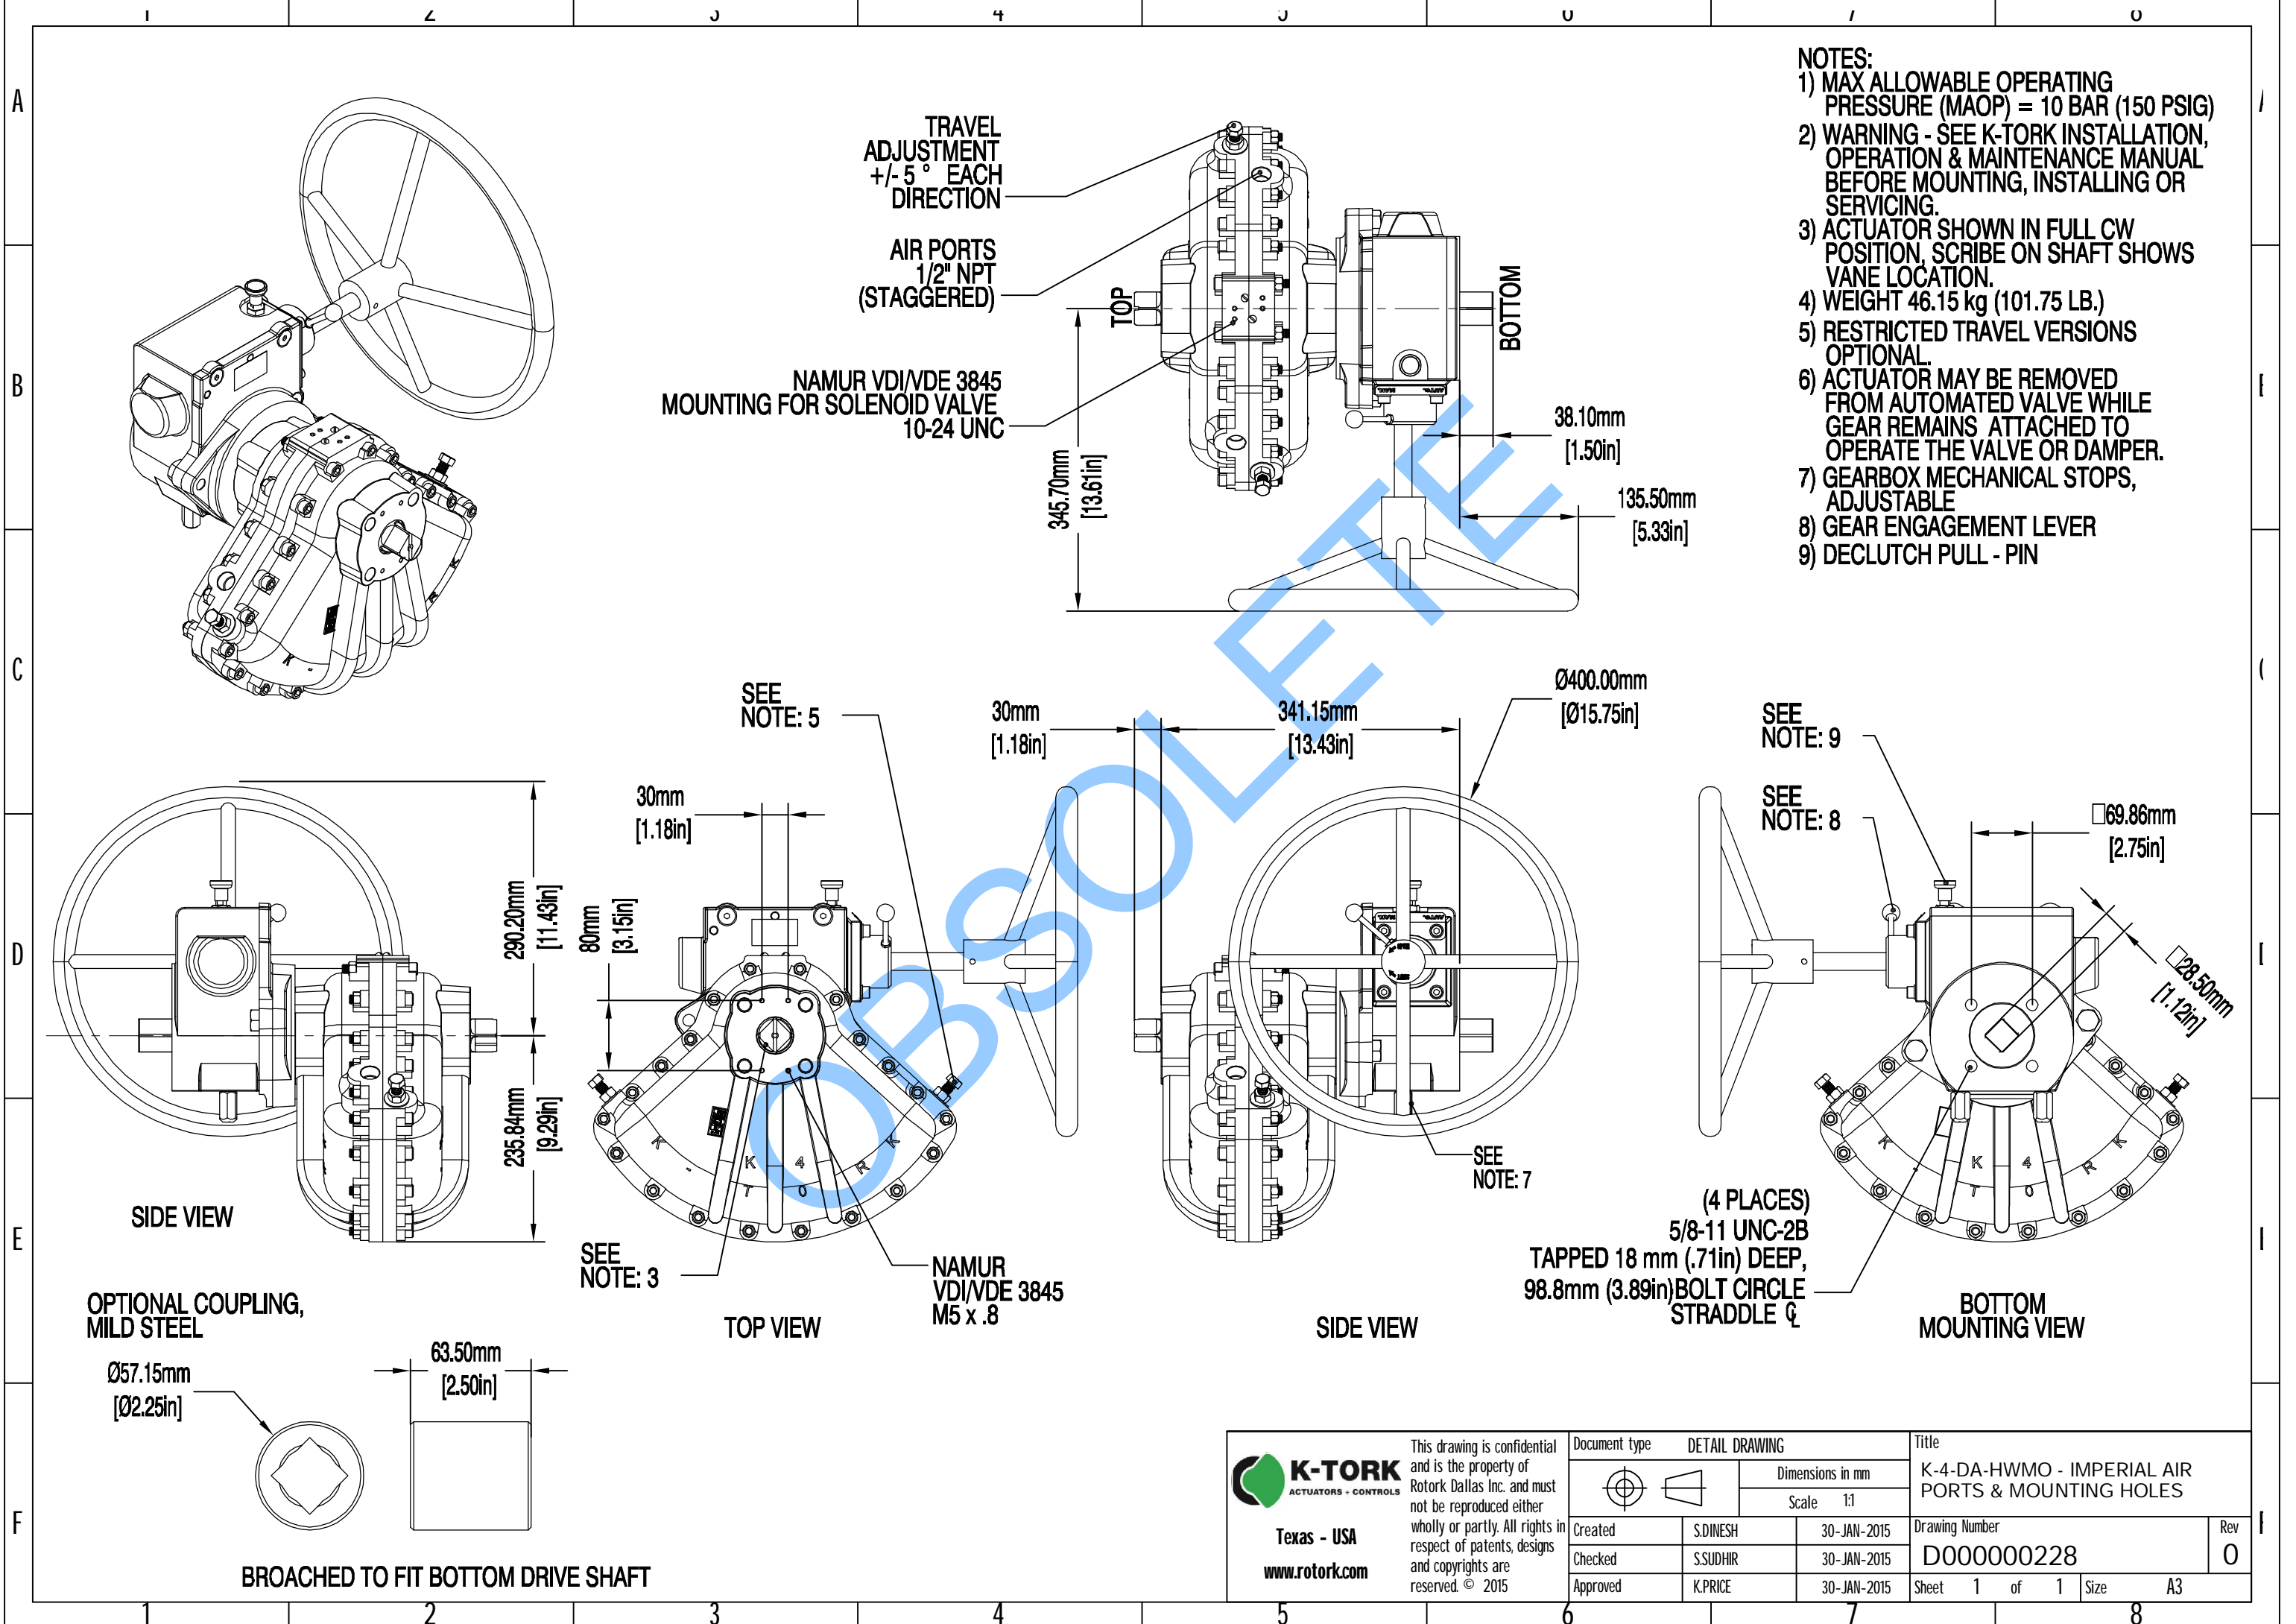 1 2 3 4 5 6 7 8
A
B
C
D
E
F
NOTES:
1) MAX ALLOWABLE OPERATING
PRESSURE (MAOP) = 10 BAR (150 PSIG)
2) WARNING - SEE K-TORK INSTALLATION,
OPERATION & MAINTENANCE MANUAL
BEFORE MOUNTING, INSTALLING OR
SERVICING.
3) ACTUATOR SHOWN IN FULL CW
POSITION, SCRIBE ON SHAFT SHOWS
VANE LOCATION.
4) WEIGHT 46.15 kg (101.75 LB.)
5) RESTRICTED TRAVEL VERSIONS
OPTIONAL.
6) ACTUATOR MAY BE REMOVED
FROM AUTOMATED VALVE WHILE
GEAR REMAINS ATTACHED TO
OPERATE THE VALVE OR DAMPER.
7) GEARBOX MECHANICAL STOPS,
ADJUSTABLE
8) GEAR ENGAGEMENT LEVER
9) DECLUTCH PULL - PIN
TRAVEL
ADJUSTMENT
+/- 5 ° EACH
DIRECTION
AIR PORTS
1/2" NPT
(STAGGERED)
NAMUR VDI/VDE 3845
MOUNTING FOR SOLENOID VALVE
10-24 UNC
TOP
BOTTOM
345.70mm
[13.61in]
38.10mm
[1.50in]
135.50mm
[5.33in]
OBSOLETE
SEE
NOTE: 5
30mm
[1.18in]
80mm
[3.15in]
290.20mm
[11.43in]
235.84mm
[9.29in]
SIDE VIEW
SEE
NOTE: 3
NAMUR
VDI/VDE 3845
M5 x .8
K - K 4 R K
T O
TOP VIEW
30mm
[1.18in]
341.15mm
[13.43in]
Ø400.00mm
[Ø15.75in]
SEE
NOTE: 7
SIDE VIEW
SEE
NOTE: 9
SEE
NOTE: 8
□69.86mm
[2.75in]
□28.50mm
[1.12in]
K - K 4 R K
T O
(4 PLACES)
5/8-11 UNC-2B
TAPPED 18 mm (.71in) DEEP,
98.8mm (3.89in)BOLT CIRCLE
STRADDLE ℄
BOTTOM
MOUNTING VIEW
OPTIONAL COUPLING,
MILD STEEL
Ø57.15mm
[Ø2.25in]
63.50mm
[2.50in]
BROACHED TO FIT BOTTOM DRIVE SHAFT
K-TORK
ACTUATORS + CONTROLS
Texas - USA
www.rotork.com
This drawing is confidential
and is the property of
Rotork Dallas Inc. and must
not be reproduced either
wholly or partly. All rights in
respect of patents, designs
and copyrights are
reserved. © 2015
Document type DETAIL DRAWING
Dimensions in mm
Scale 1:1
Created S.DINESH 30-JAN-2015
Checked S.SUDHIR 30-JAN-2015
Approved K.PRICE 30-JAN-2015
Title
K-4-DA-HWMO - IMPERIAL AIR
PORTS & MOUNTING HOLES
Drawing Number
D000000228
Rev
0
Sheet 1 of 1 Size A3
1 2 3 4 5 6 7 8